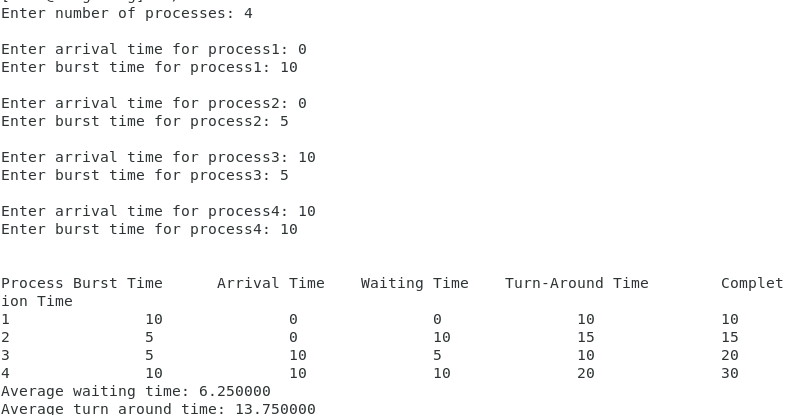 Enter number of processes: 4
Enter arrival time for process1: 0
Enter burst time for process1: 10
Enter arrival time for process2: 0
Enter burst time for process2: 5
Enter arrival time for process3: 10
Enter burst time for process3: 5
Enter arrival time for process4: 10
Enter burst time for process4: 10
Process Burst Time Arrival Time Waiting Time Turn-Around Time Complet
ion Time
1 10 0 0 10 10
2 5 0 10 15 15
3 5 10 5 10 20
4 10 10 10 20 30
Average waiting time: 6.250000
Average turn around time: 13.750000